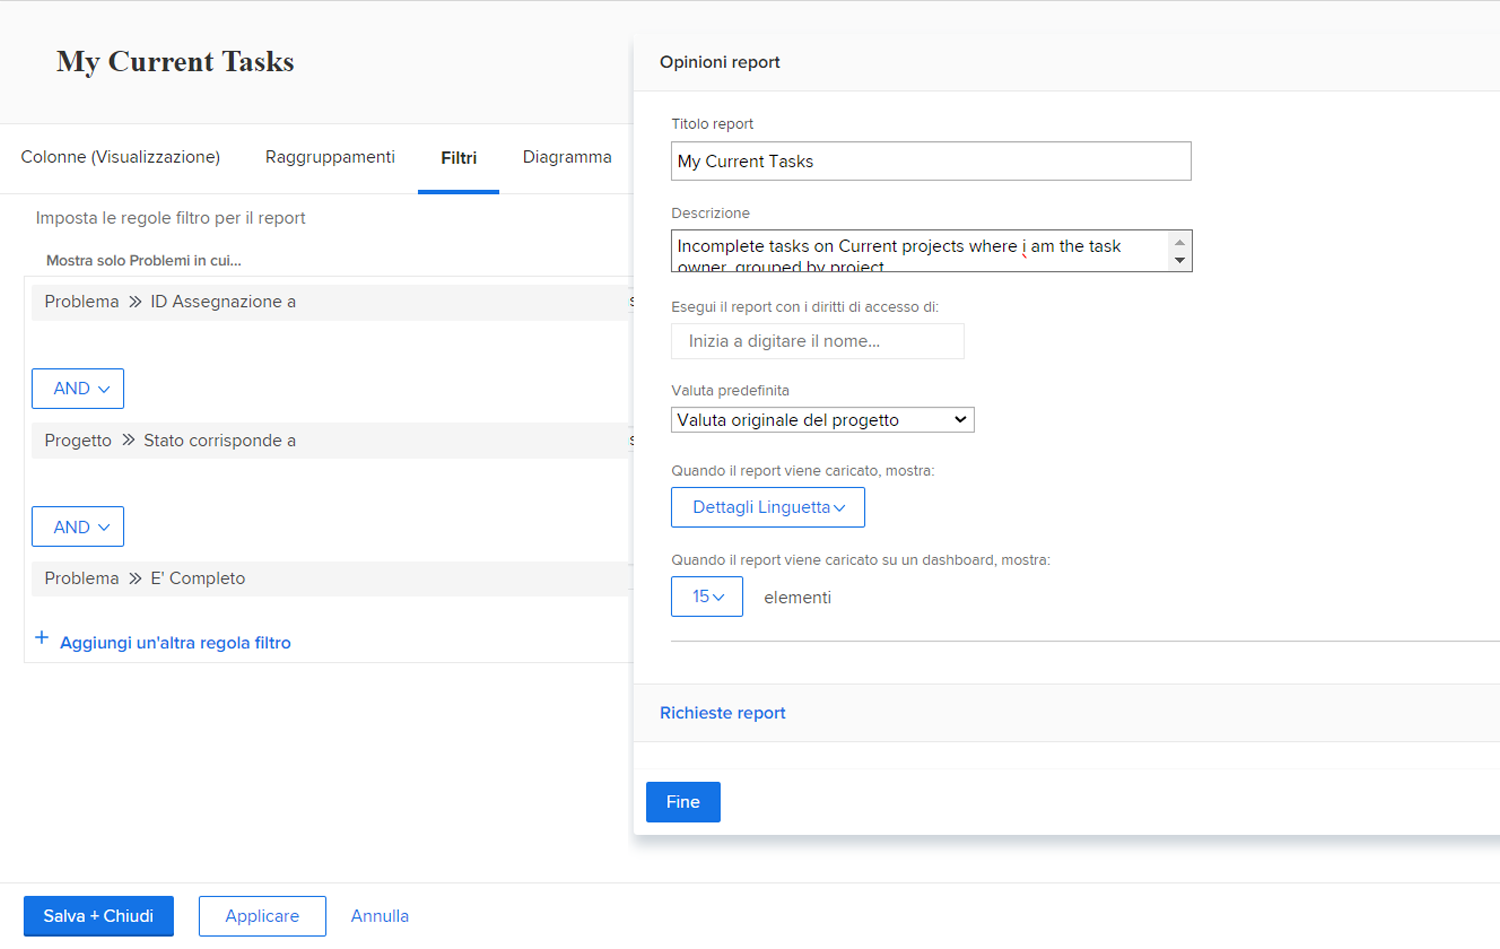 My Current Tasks
Colonne (Visualizzazione)
Raggruppamenti
Filtri
Diagramma
Imposta le regole filtro per il report
Mostra solo Problemi in cui...
Problema » ID Assegnazione a
AND
Progetto » Stato corrisponde a
AND
Problema » E' Completo
+ Aggiungi un'altra regola filtro
Opinioni report
Titolo report
My Current Tasks
Descrizione
Incomplete tasks on Current projects where i am the task
owner, grouped by project
Esegui il report con i diritti di accesso di:
Inizia a digitare il nome...
Valuta predefinita
Valuta originale del progetto
Quando il report viene caricato, mostra:
Dettagli Linguetta
Quando il report viene caricato su un dashboard, mostra:
15 elementi
Richieste report
Fine
Salva + Chiudi
Applicare
Annulla